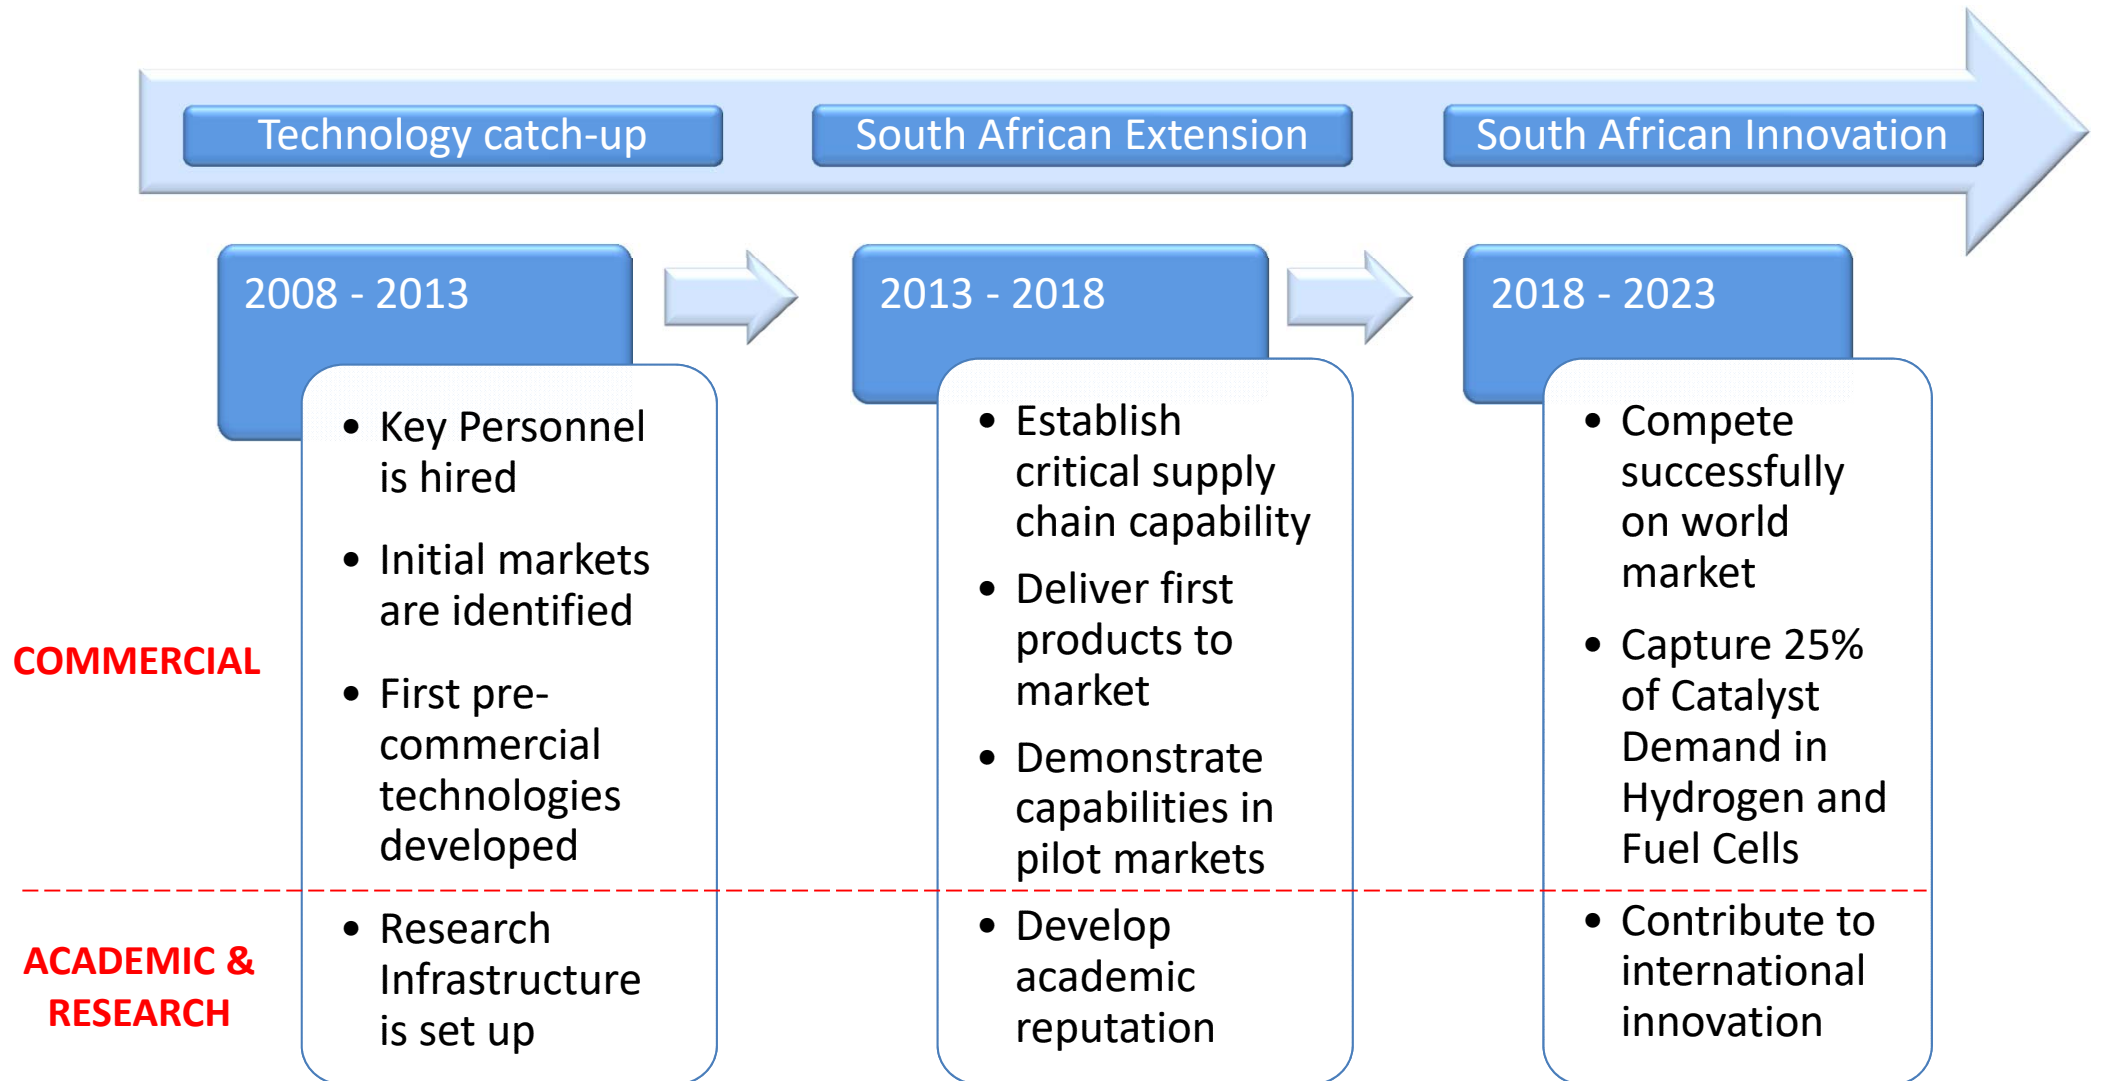 Technology catch-up
South African Extension
South African Innovation
2008 - 2013
2013 - 2018
2018 - 2023
COMMERCIAL
• Key Personnel
is hired
• Initial markets
are identified
• First pre-
commercial
technologies
developed
• Establish
critical supply
chain capability
• Deliver first
products to
market
• Demonstrate
capabilities in
pilot markets
• Compete
successfully
on world
market
• Capture 25%
of Catalyst
Demand in
Hydrogen and
Fuel Cells
ACADEMIC &
RESEARCH
• Research
Infrastructure
is set up
• Develop
academic
reputation
• Contribute to
international
innovation